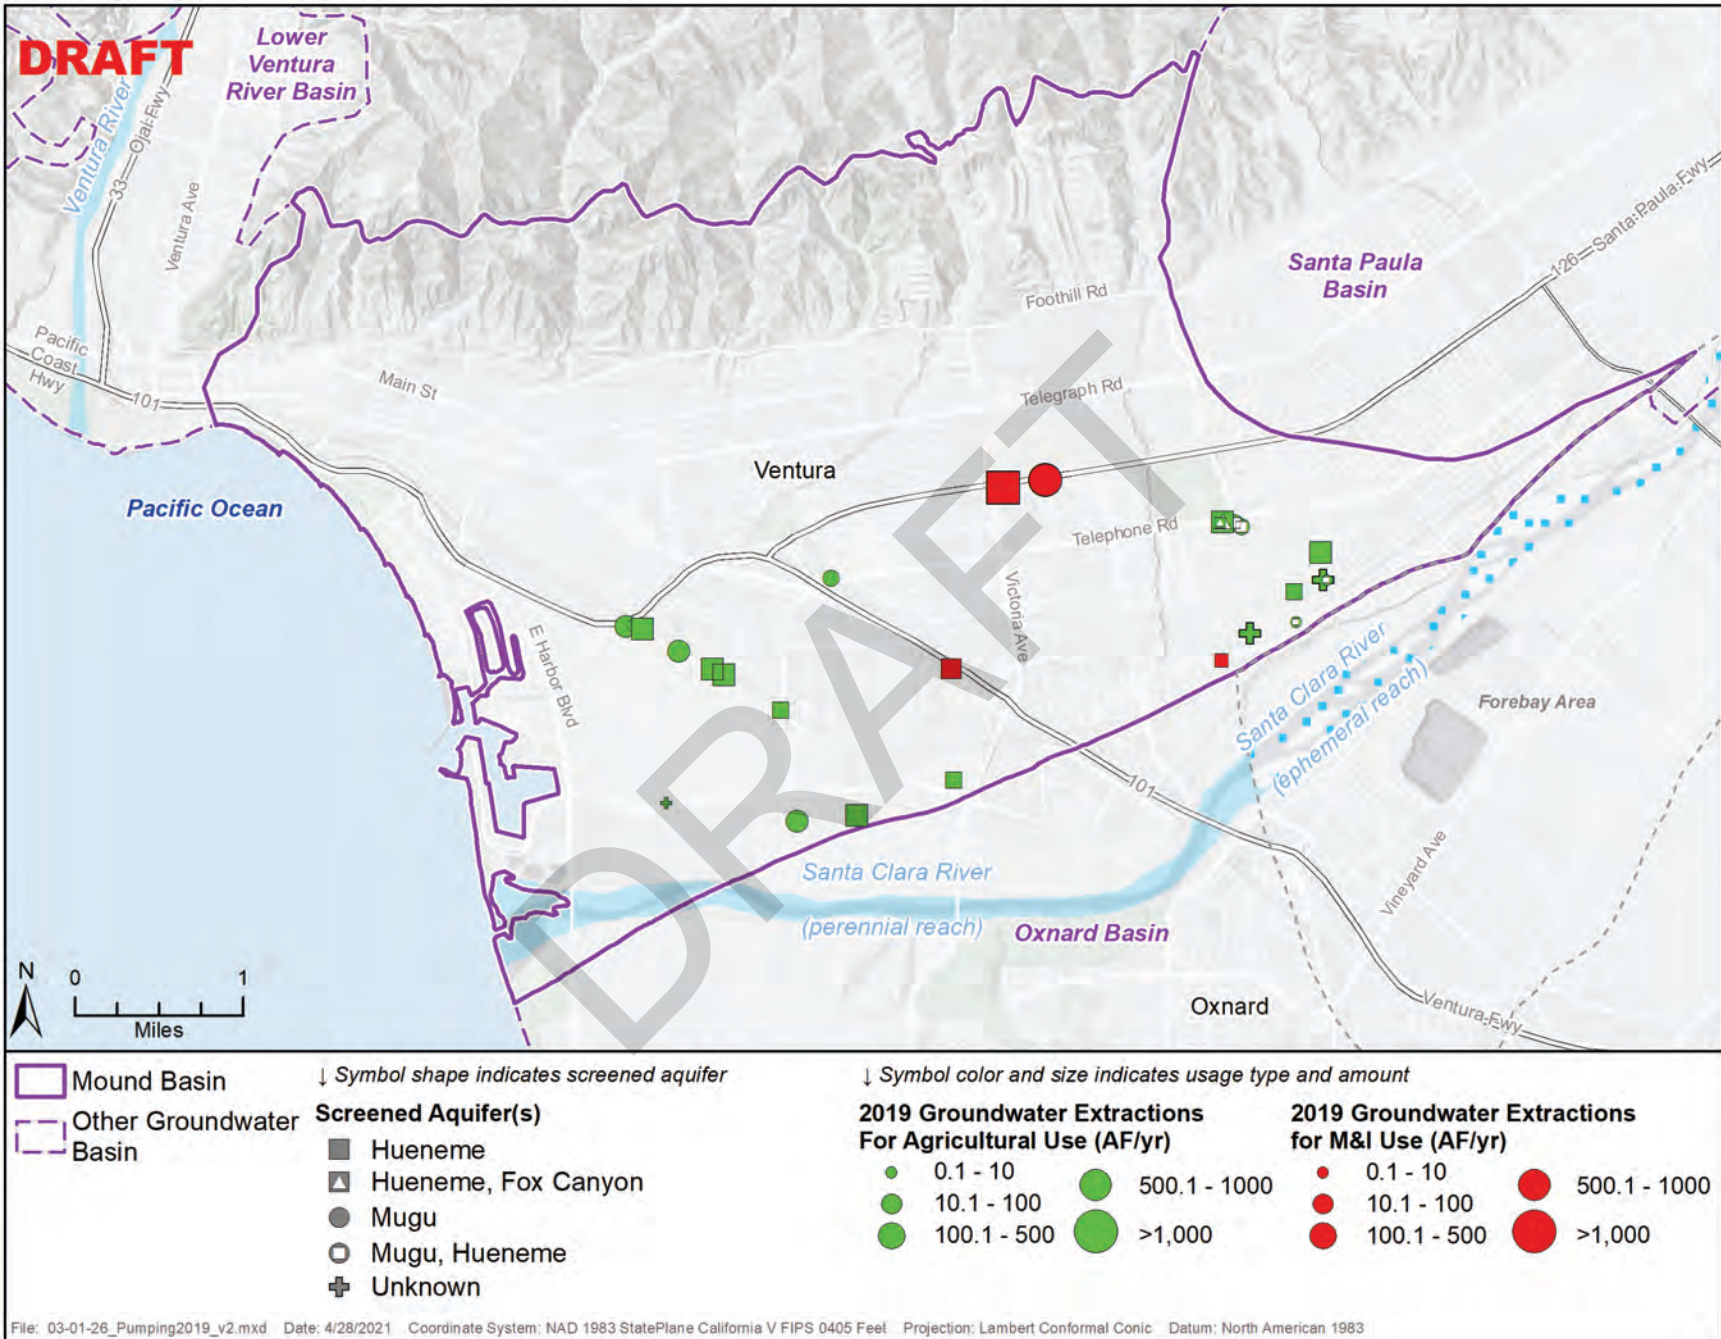 DRAFT
Lower
Ventura
River Basin
Ventura River
33
Ojai Fwy
Ventura Ave
Santa Paula
Basin
126
Santa Paula Fwy
Foothill Rd
Pacific
Coast
Hwy
101
Main St
Telegraph Rd
Ventura
Pacific Ocean
Telephone Rd
Victoria Ave
E Harbor Blvd
DRAFT
Santa Clara River
(ephemeral reach)
Forebay Area
101
Vineyard Ave
Santa Clara River
(perennial reach)
Oxnard Basin
Oxnard
Ventura Fwy
N
0 1
Miles
Mound Basin
Other Groundwater
Basin
↓ Symbol shape indicates screened aquifer
Screened Aquifer(s)
Hueneme
Hueneme, Fox Canyon
Mugu
Mugu, Hueneme
Unknown
↓ Symbol color and size indicates usage type and amount
2019 Groundwater Extractions
For Agricultural Use (AF/yr)
0.1 - 10
10.1 - 100
100.1 - 500
500.1 - 1000
>1,000
2019 Groundwater Extractions
for M&I Use (AF/yr)
0.1 - 10
10.1 - 100
100.1 - 500
500.1 - 1000
>1,000
File: 03-01-26_Pumping2019_v2.mxd Date: 4/28/2021 Coordinate System: NAD 1983 StatePlane California V FIPS 0405 Feet Projection: Lambert Conformal Conic Datum: North American 1983